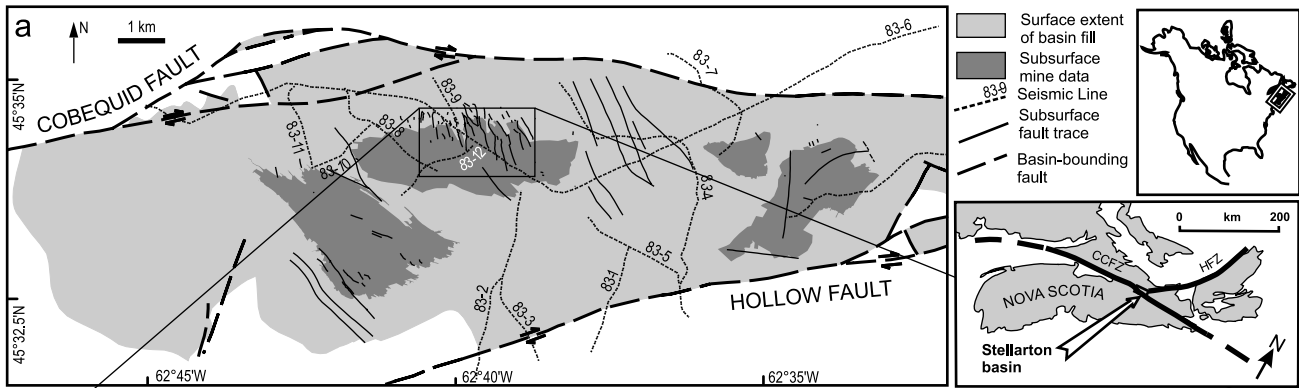 a
N
1 km
COBEQUID FAULT
HOLLOW FAULT
83-6
83-7
83-9
83-8
83-11
83-10
83-12
83-4
83-5
83-1
83-2
83-3
45°35'N
45°32.5'N
62°45'W
62°40'W
62°35'W
Surface extent
of basin fill
Subsurface
mine data
83-9
Seismic Line
Subsurface
fault trace
Basin-bounding
fault
0 km 200
CCFZ
HFZ
NOVA SCOTIA
Stellarton
basin
N